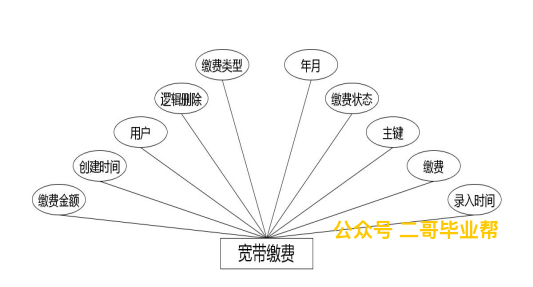 缴费类型
年月
逻辑删除
缴费状态
用户
主键
创建时间
缴费
缴费金额
录入时间
公众号 二哥毕业帮
宽带缴费